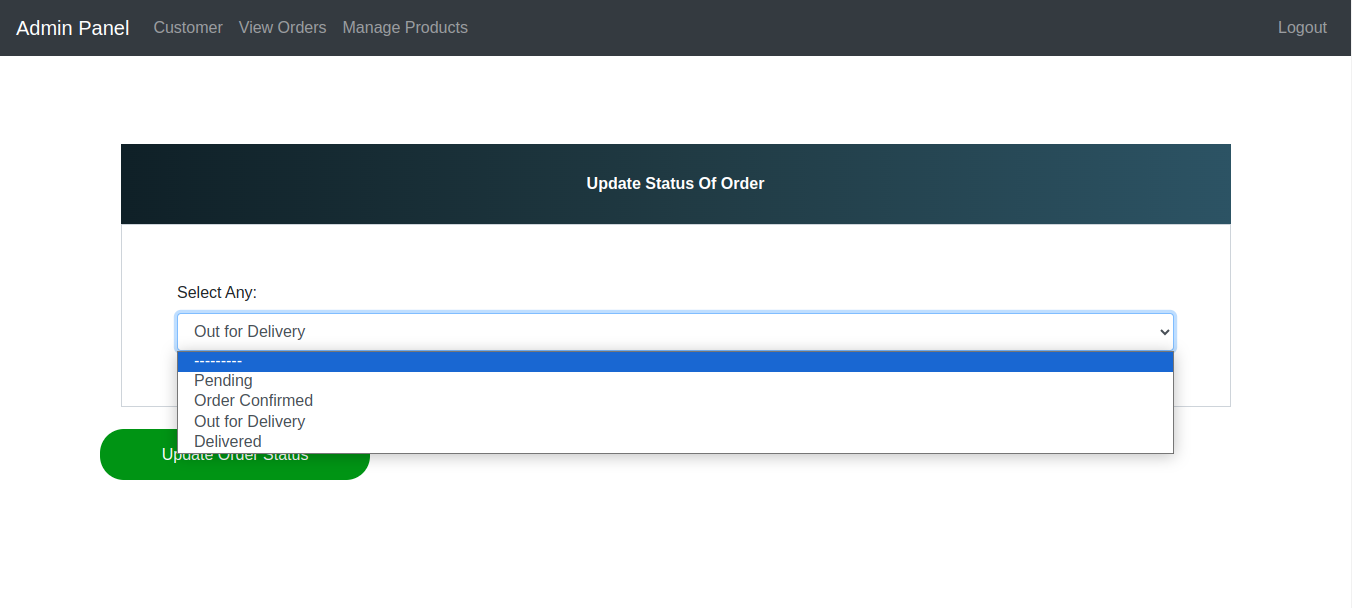 Admin Panel Customer View Orders Manage Products Logout
Update Status Of Order
Select Any:
Out for Delivery
---------
Pending
Order Confirmed
Out for Delivery
Delivered
Update Order Status